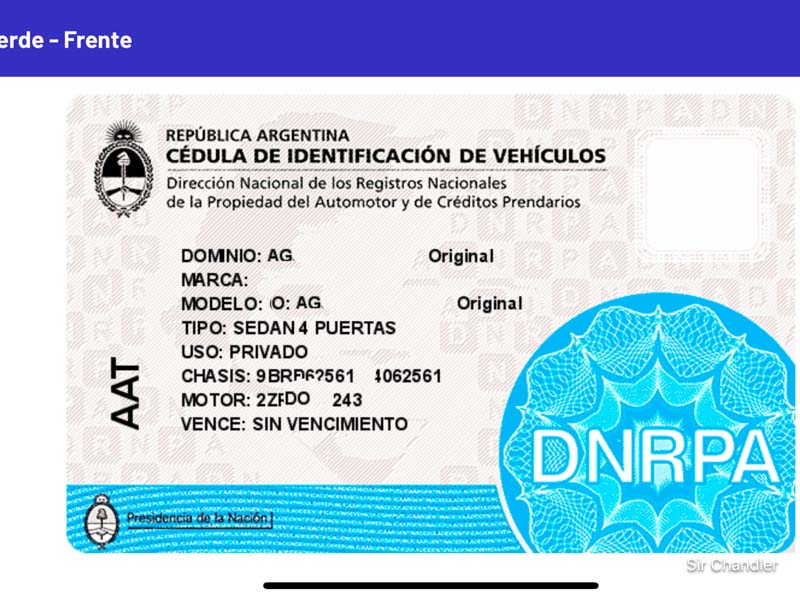 erde - Frente
REPÚBLICA ARGENTINA
CÉDULA DE IDENTIFICACIÓN DE VEHÍCULOS
Dirección Nacional de los Registros Nacionales
de la Propiedad del Automotor y de Créditos Prendarios
DOMINIO: AG Original
MARCA:
MODELO: O: AG Original
TIPO: SEDAN 4 PUERTAS
USO: PRIVADO
CHASIS: 4062561
MOTOR: 243
VENCE: SIN VENCIMIENTO
AAT
DNRPA
Presidencia de la Nación
Sir Chandler